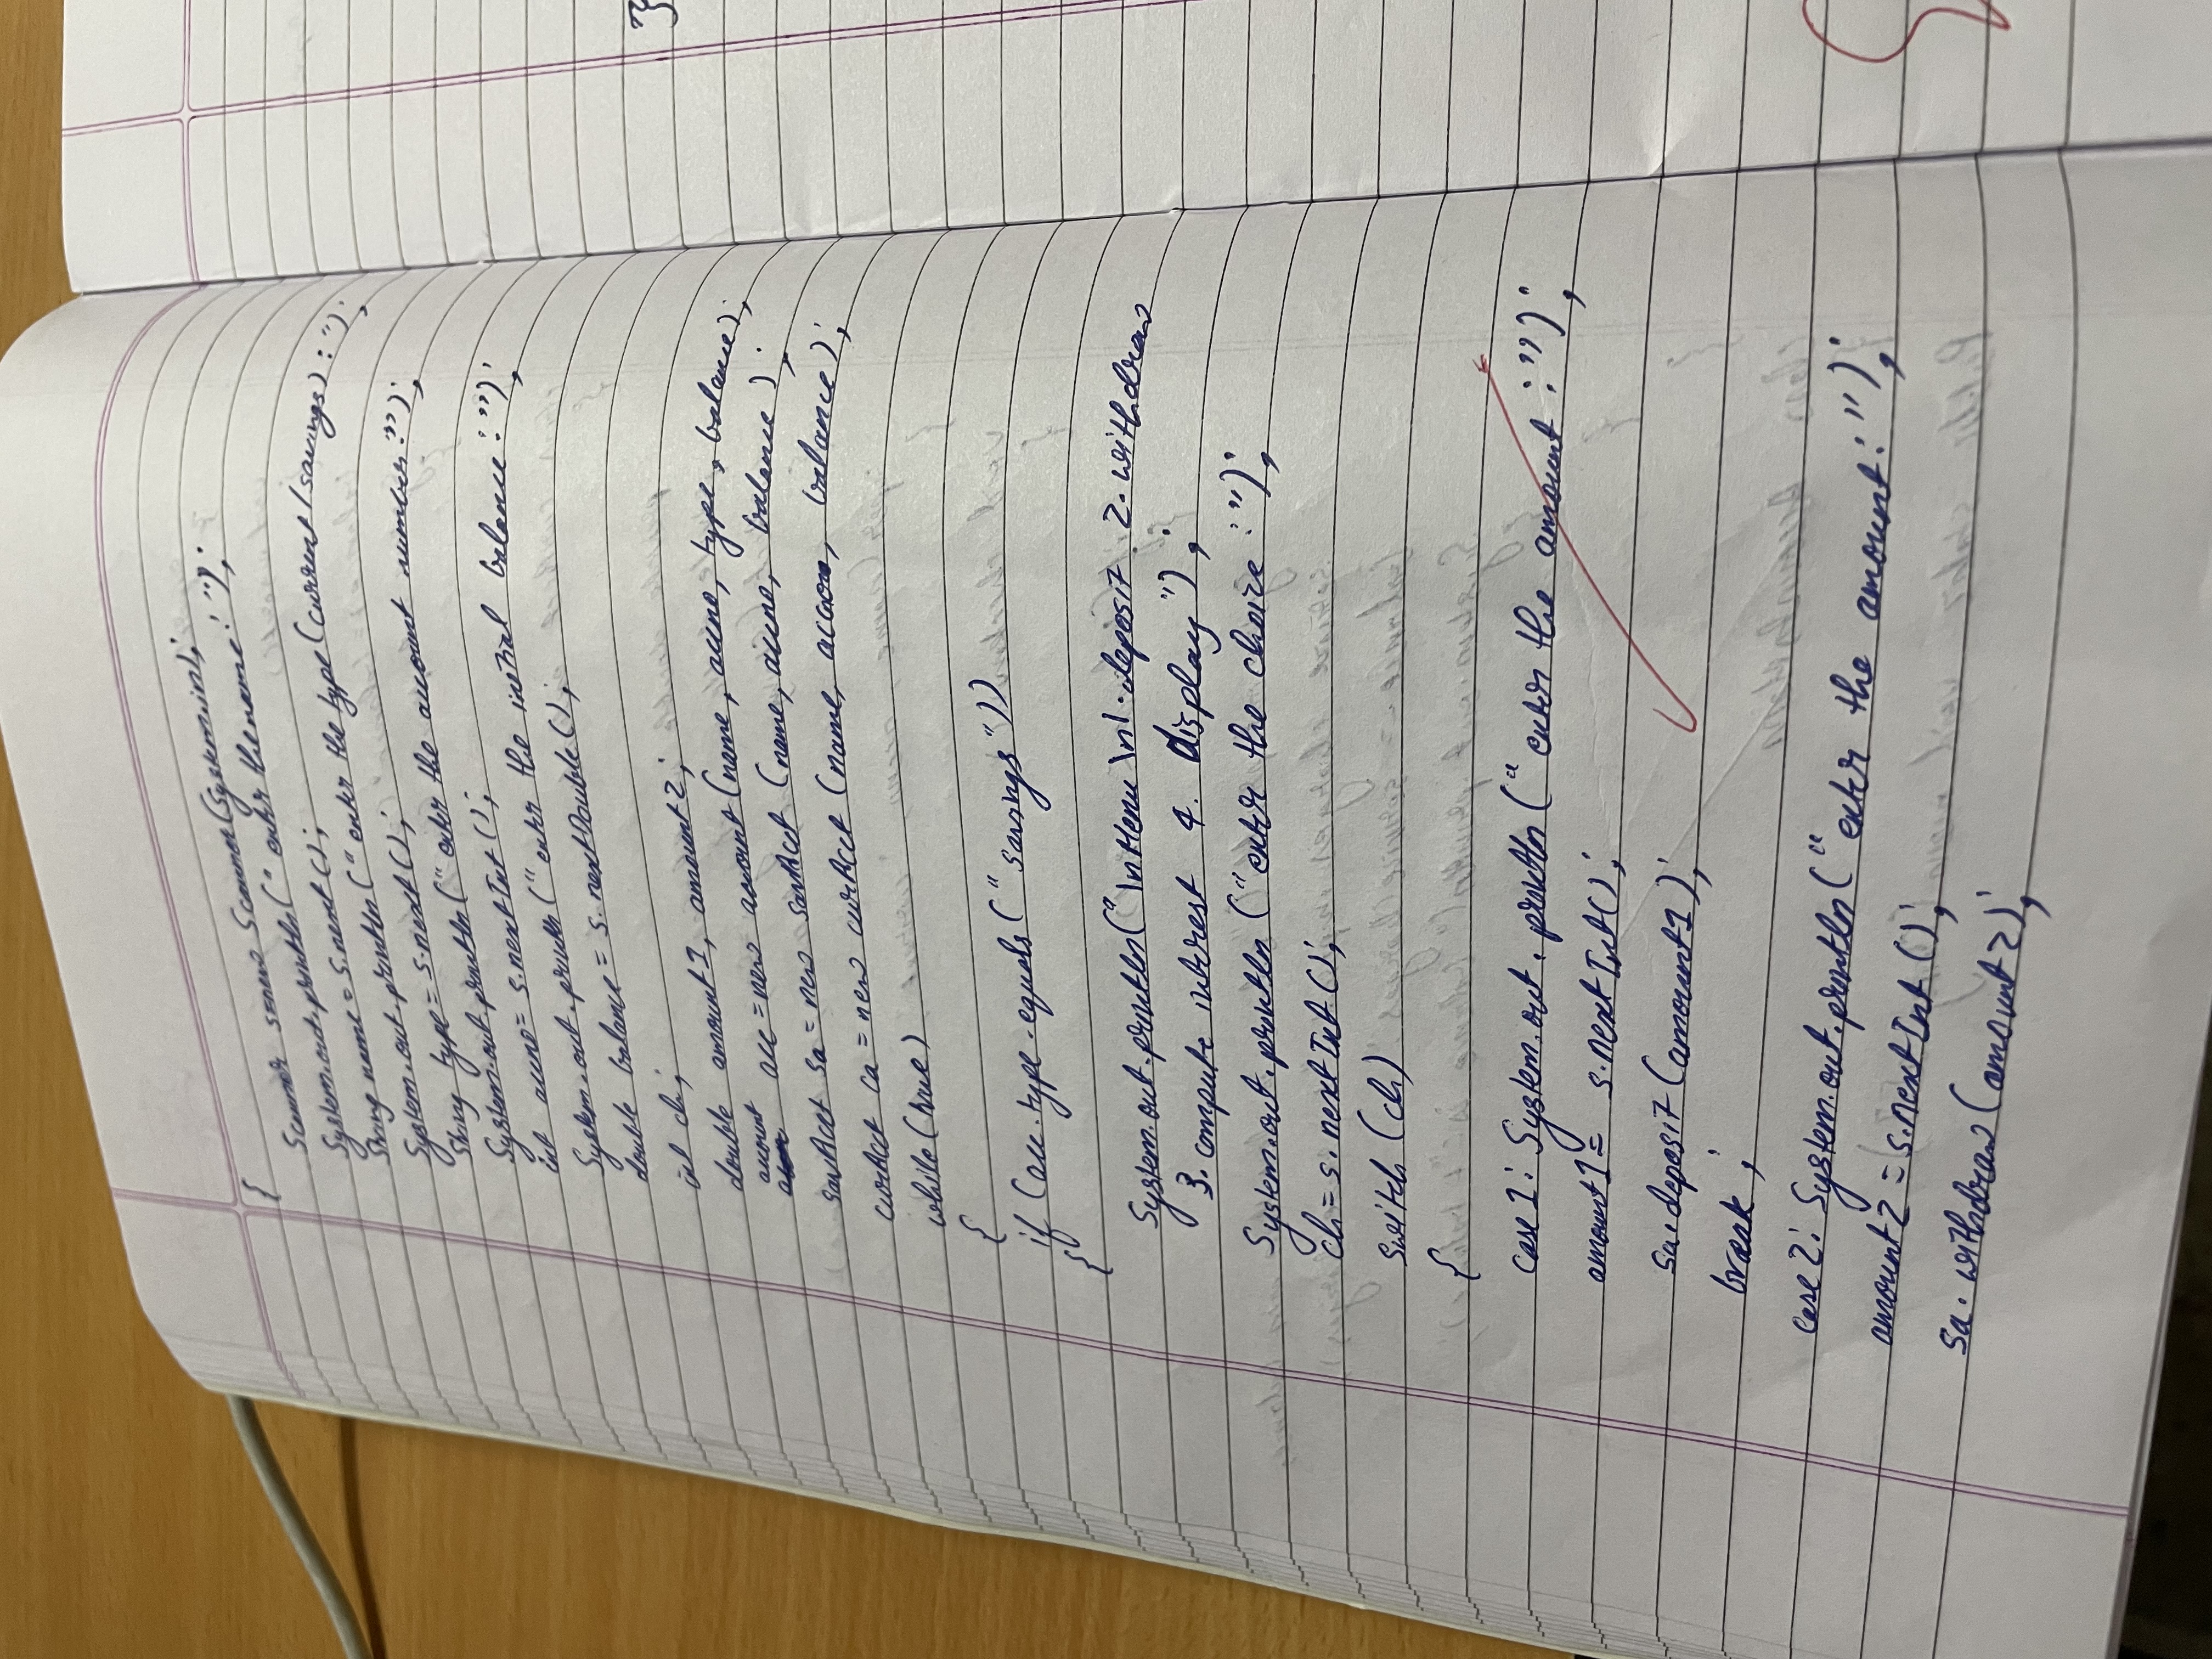 {
Scanner s=new Scanner(System.in);
System.out.println(" enter the name: ");
String name = s.next();
System.out.println(" enter the type (current/savings) : ");
String type = s.next();
System.out.println(" enter the account number:");
int accno= s.nextInt();
System.out.println("enter the initial balance:");
double balance = s.nextDouble();
int ch;
double amount1, amount2;
account acc = new account (name, accno, type, balance);
savAcct sa = new savAcct (name, accno, balance);
curAcct ca = new curAcct (name, accno, balance);
while (true)
{
if (acc.type.equals("savings"))
{
System.out.println("\nMenu \n1.deposit 2. withdraw
3. compute interest 4. display");
System.out.println ("enter the choice :");
ch = s.nextInt();
switch (ch)
{
case 1: System.out.println ("enter the amount :");
amount1 = s.nextInt();
sa.deposit (amount1);
break ;
case 2: System.out.println ("enter the amount: ");
amount2 = s.nextInt ();
sa. withdraw (amount2);
}